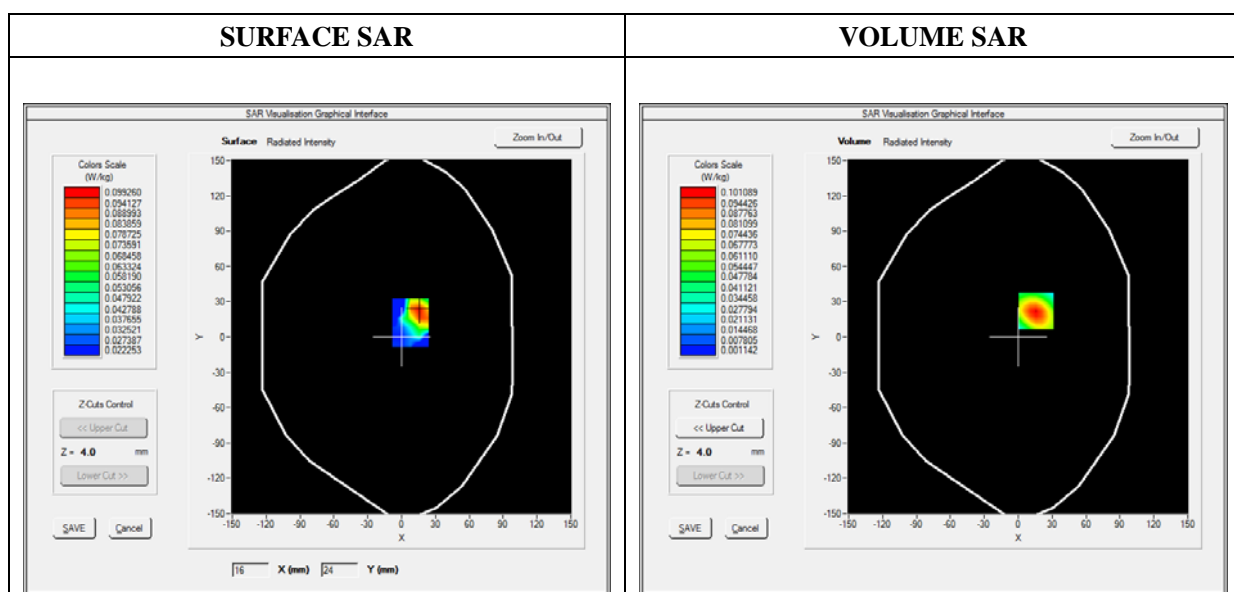 SURFACE SAR
VOLUME SAR
SAR Visualisation Graphical Interface
Surface Radiated Intensity
Zoom In/Out
Colors Scale
(W/kg)
0.099260
0.094127
0.088993
0.083859
0.078725
0.073591
0.068458
0.063324
0.058190
0.053056
0.047922
0.042788
0.037655
0.032521
0.027387
0.022253
Z-Cuts Control
<< Upper Cut
Z = 4.0 mm
Lower Cut >>
SAVE Cancel
150
120
90
60
30
0
-30
-60
-90
-120
-150
Y
-150 -120 -90 -60 -30 0 30 60 90 120 150
X
16 X (mm) 24 Y (mm)
SAR Visualisation Graphical Interface
Volume Radiated Intensity
Zoom In/Out
Colors Scale
(W/kg)
0.101089
0.094426
0.087763
0.081099
0.074436
0.067773
0.061110
0.054447
0.047784
0.041121
0.034458
0.027794
0.021131
0.014468
0.007805
0.001142
Z-Cuts Control
<< Upper Cut
Z = 4.0 mm
Lower Cut >>
SAVE Cancel
150
120
90
60
30
0
-30
-60
-90
-120
-150
Y
-150 -120 -90 -60 -30 0 30 60 90 120 150
X